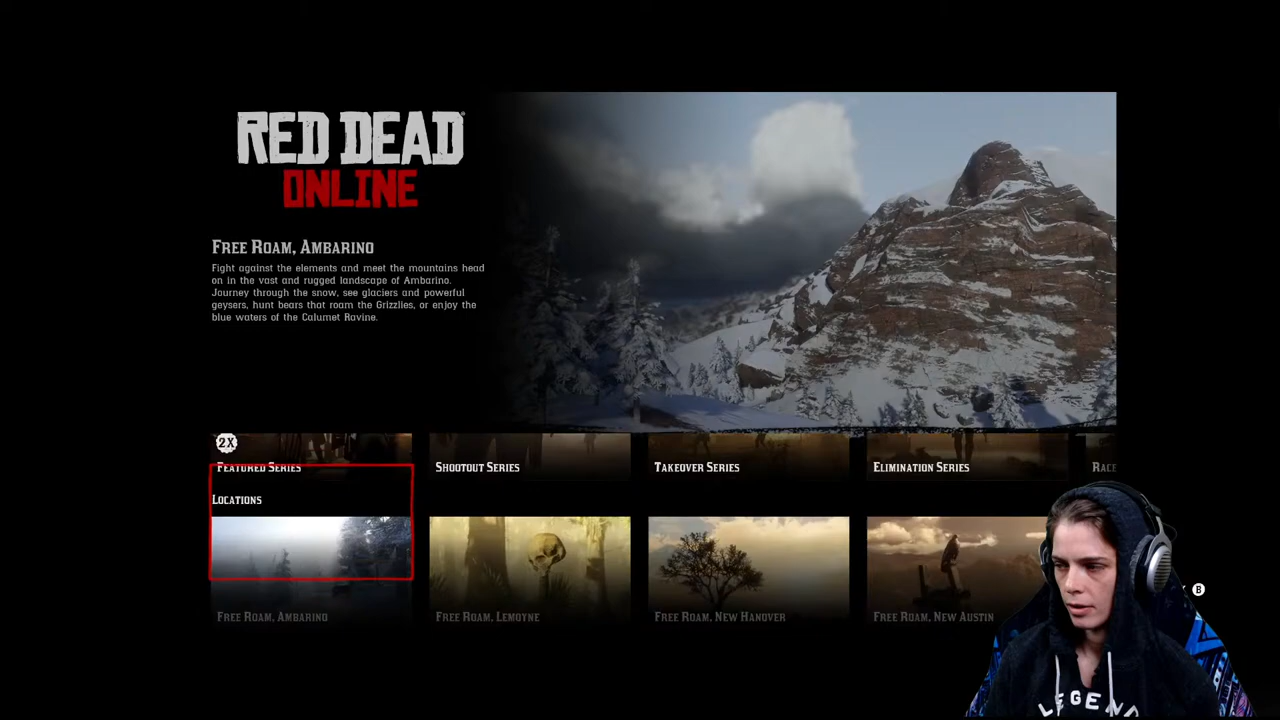 RED DEAD
ONLINE
FREE ROAM, AMBARINO
Fight against the elements and meet the mountains head
on in the vast and rugged landscape of Ambarino.
Journey through the snow, see glaciers and powerful
geysers, hunt bears that roam the Grizzlies, or enjoy the
blue waters of the Calumet Ravine.
2X
FEATURED SERIES
SHOOTOUT SERIES
TAKEOVER SERIES
ELIMINATION SERIES
RACE
LOCATIONS
FREE ROAM, AMBARINO
FREE ROAM, LEMOYNE
FREE ROAM, NEW HANOVER
FREE ROAM, NEW AUSTIN
B
LEGEND